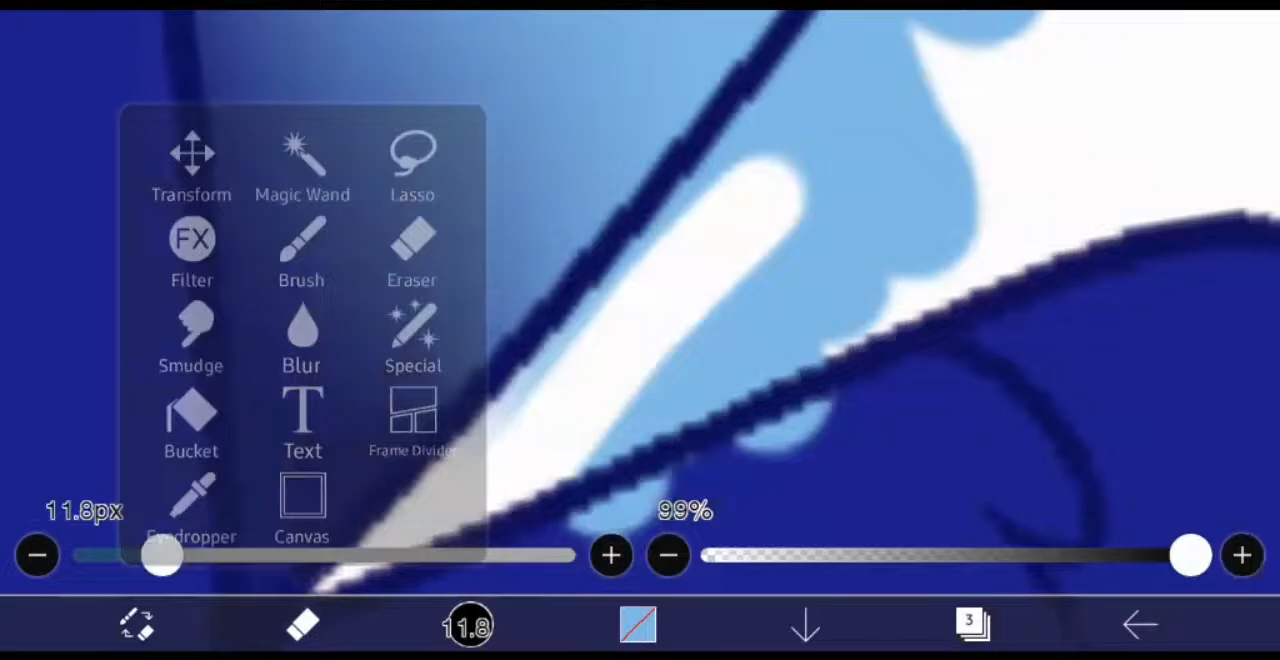 Transform Magic Wand Lasso
FX
Filter Brush Eraser
Smudge Blur Special
T
Bucket Text Frame Divider
Eyedropper Canvas
11.8px 99%
11.8 3